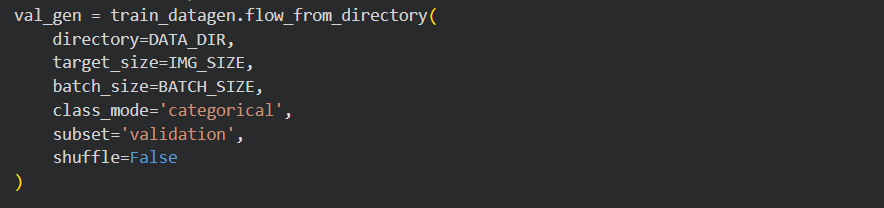 val_gen = train_datagen.flow_from_directory(
    directory=DATA_DIR,
    target_size=IMG_SIZE,
    batch_size=BATCH_SIZE,
    class_mode='categorical',
    subset='validation',
    shuffle=False
)